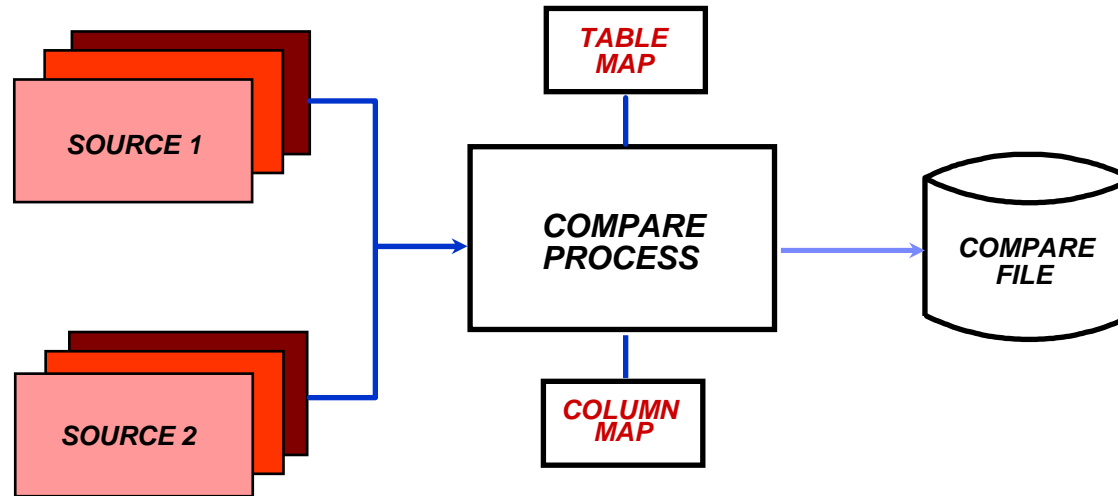 TABLE
MAP
SOURCE 1
COMPARE
PROCESS
COMPARE
FILE
COLUMN
MAP
SOURCE 2